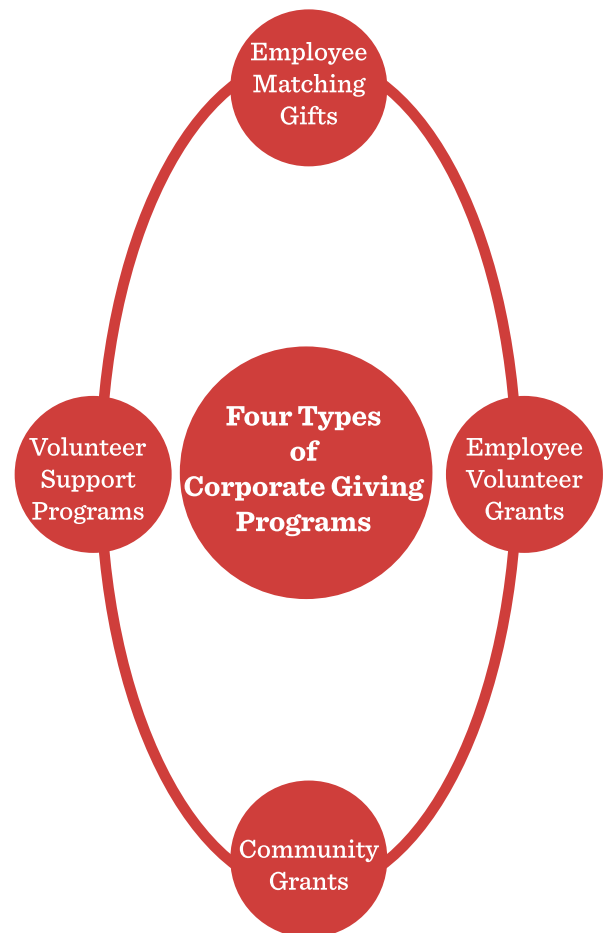 Employee
Matching
Gifts
Four Types
of
Corporate Giving
Programs
Volunteer
Support
Programs
Employee
Volunteer
Grants
Community
Grants